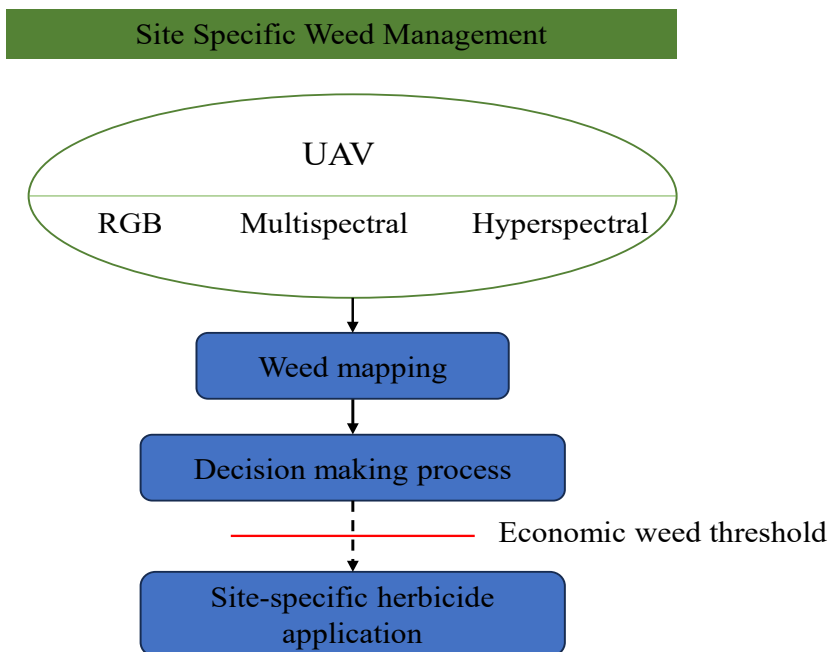 Site Specific Weed Management
UAV
RGB Multispectral Hyperspectral
Weed mapping
Decision making process
Economic weed threshold
Site-specific herbicide
application